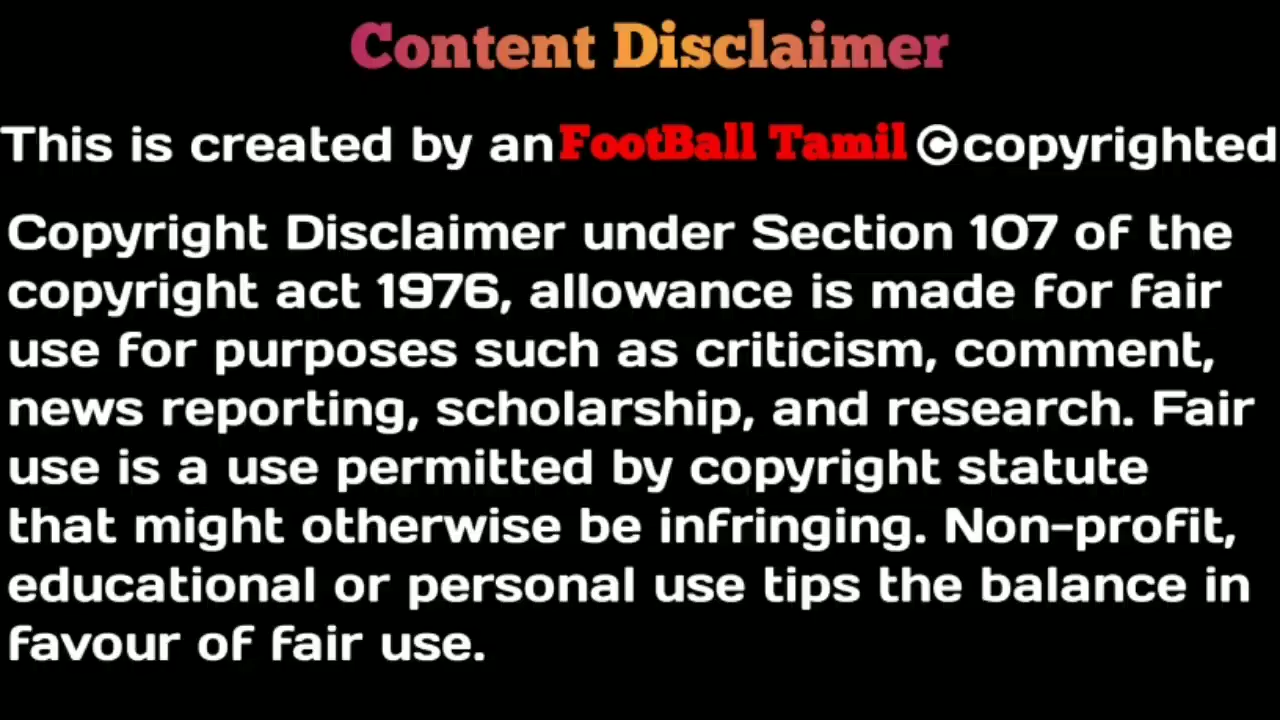 Content Disclaimer
This is created by an FootBall Tamil ©copyrighted
Copyright Disclaimer under Section 107 of the
copyright act 1976, allowance is made for fair
use for purposes such as criticism, comment,
news reporting, scholarship, and research. Fair
use is a use permitted by copyright statute
that might otherwise be infringing. Non-profit,
educational or personal use tips the balance in
favour of fair use.